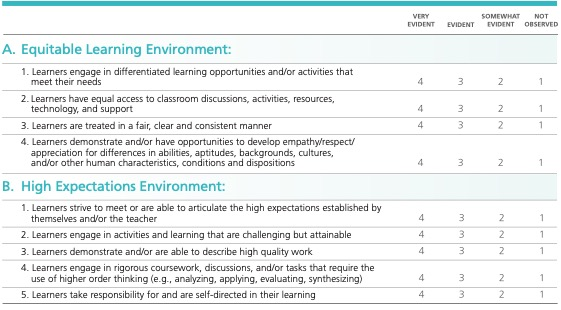 VERY EVIDENT EVIDENT SOMEWHAT EVIDENT NOT OBSERVED
A. Equitable Learning Environment:
1. Learners engage in differentiated learning opportunities and/or activities that
meet their needs 4 3 2 1
2. Learners have equal access to classroom discussions, activities, resources,
technology, and support 4 3 2 1
3. Learners are treated in a fair, clear and consistent manner 4 3 2 1
4. Learners demonstrate and/or have opportunities to develop empathy/respect/
appreciation for differences in abilities, aptitudes, backgrounds, cultures,
and/or other human characteristics, conditions and dispositions 4 3 2 1
B. High Expectations Environment:
1. Learners strive to meet or are able to articulate the high expectations established by
themselves and/or the teacher 4 3 2 1
2. Learners engage in activities and learning that are challenging but attainable 4 3 2 1
3. Learners demonstrate and/or are able to describe high quality work 4 3 2 1
4. Learners engage in rigorous coursework, discussions, and/or tasks that require the
use of higher order thinking (e.g., analyzing, applying, evaluating, synthesizing) 4 3 2 1
5. Learners take responsibility for and are self-directed in their learning 4 3 2 1